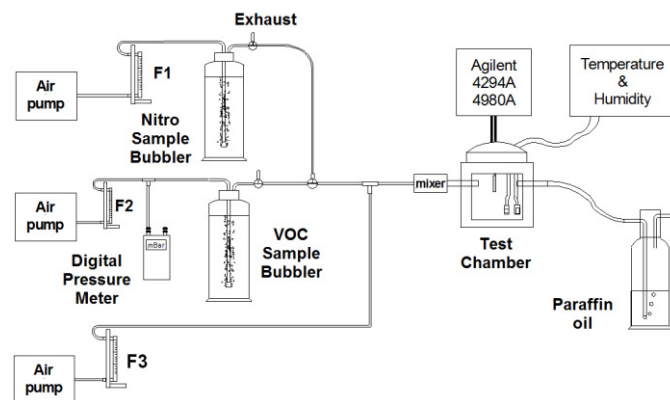 Exhaust
F1
Air
pump
Nitro
Sample
Bubbler
Agilent
4294A
4980A
Temperature
&
Humidity
mixer
Air
pump
F2
mBar
Digital
Pressure
Meter
VOC
Sample
Bubbler
Test
Chamber
Paraffin
oil
F3
Air
pump